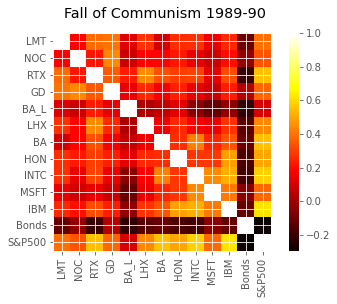 Fall of Communism 1989-90
LMT
NOC
RTX
GD
BA_L
LHX
BA
HON
INTC
MSFT
IBM
Bonds
S&P500
LMT
NOC
RTX
GD
BA_L
LHX
BA
HON
INTC
MSFT
IBM
Bonds
S&P500
1.0
0.8
0.6
0.4
0.2
0.0
−0.2